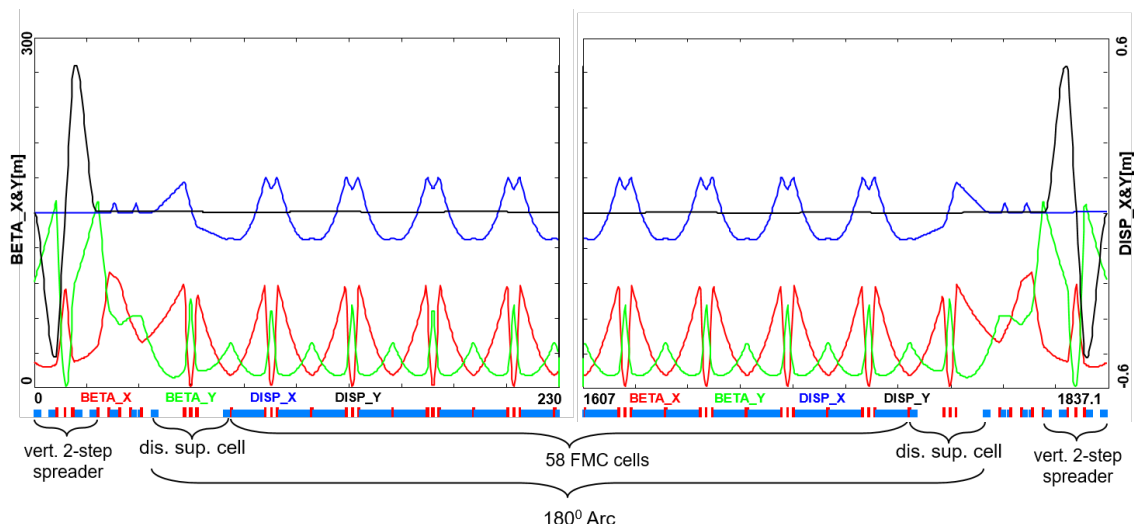 300
BETA_X&Y[m]
0
0.6
DISP_X&Y[m]
-0.6
0 BETA_X BETA_Y DISP_X DISP_Y 230
1607 BETA_X BETA_Y DISP_X DISP_Y 1837.1
vert. 2-step
spreader
dis. sup. cell
58 FMC cells
dis. sup. cell
vert. 2-step
spreader
180⁰ Arc